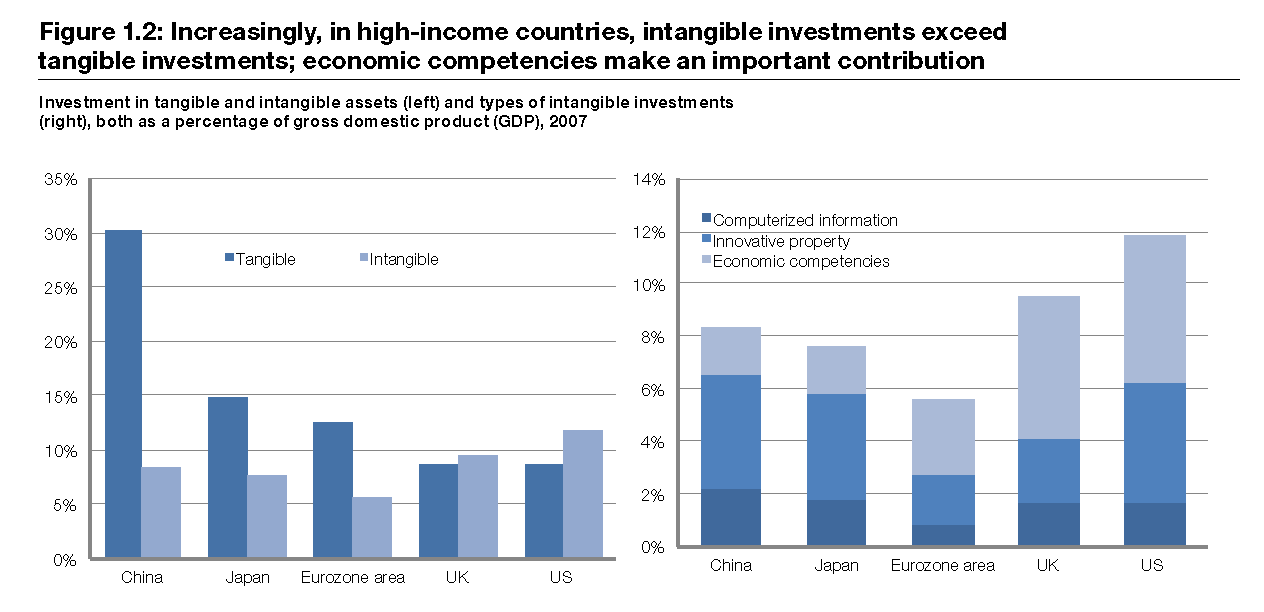 Figure 1.2: Increasingly, in high-income countries, intangible investments exceed
tangible investments; economic competencies make an important contribution
Investment in tangible and intangible assets (left) and types of intangible investments
(right), both as a percentage of gross domestic product (GDP), 2007
35%
30%
25%
20%
15%
10%
5%
0%
Tangible
Intangible
China
Japan
Eurozone area
UK
US
14%
12%
10%
8%
6%
4%
2%
0%
Computerized information
Innovative property
Economic competencies
China
Japan
Eurozone area
UK
US